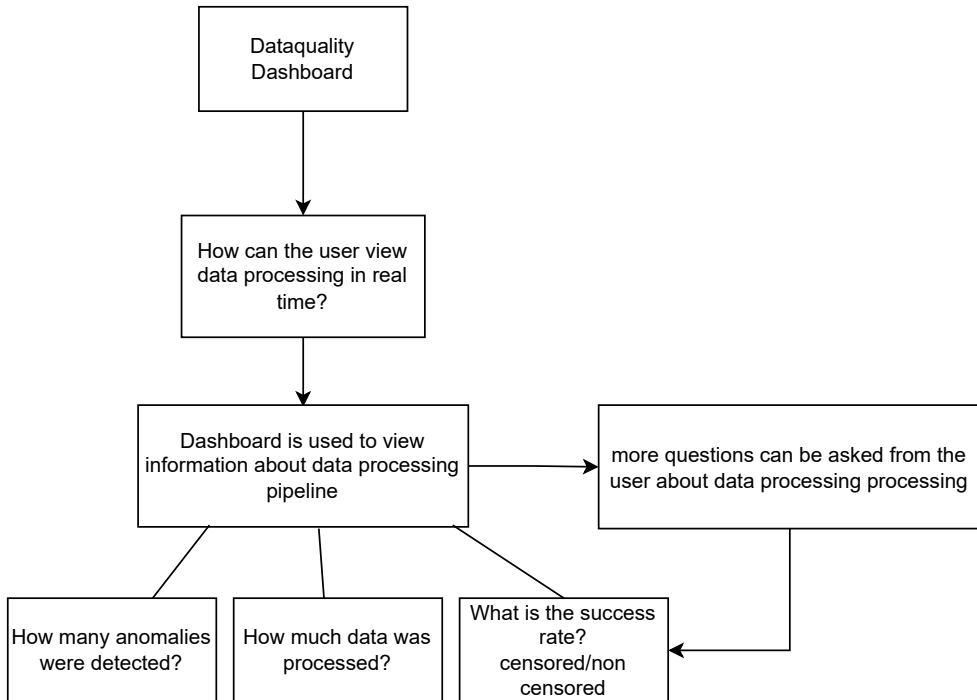 Dataquality
Dashboard
How can the user view
data processing in real
time?
Dashboard is used to view
information about data processing
pipeline
more questions can be asked from the
user about data processing processing
How many anomalies
were detected?
How much data was
processed?
What is the success
rate?
censored/non
censored